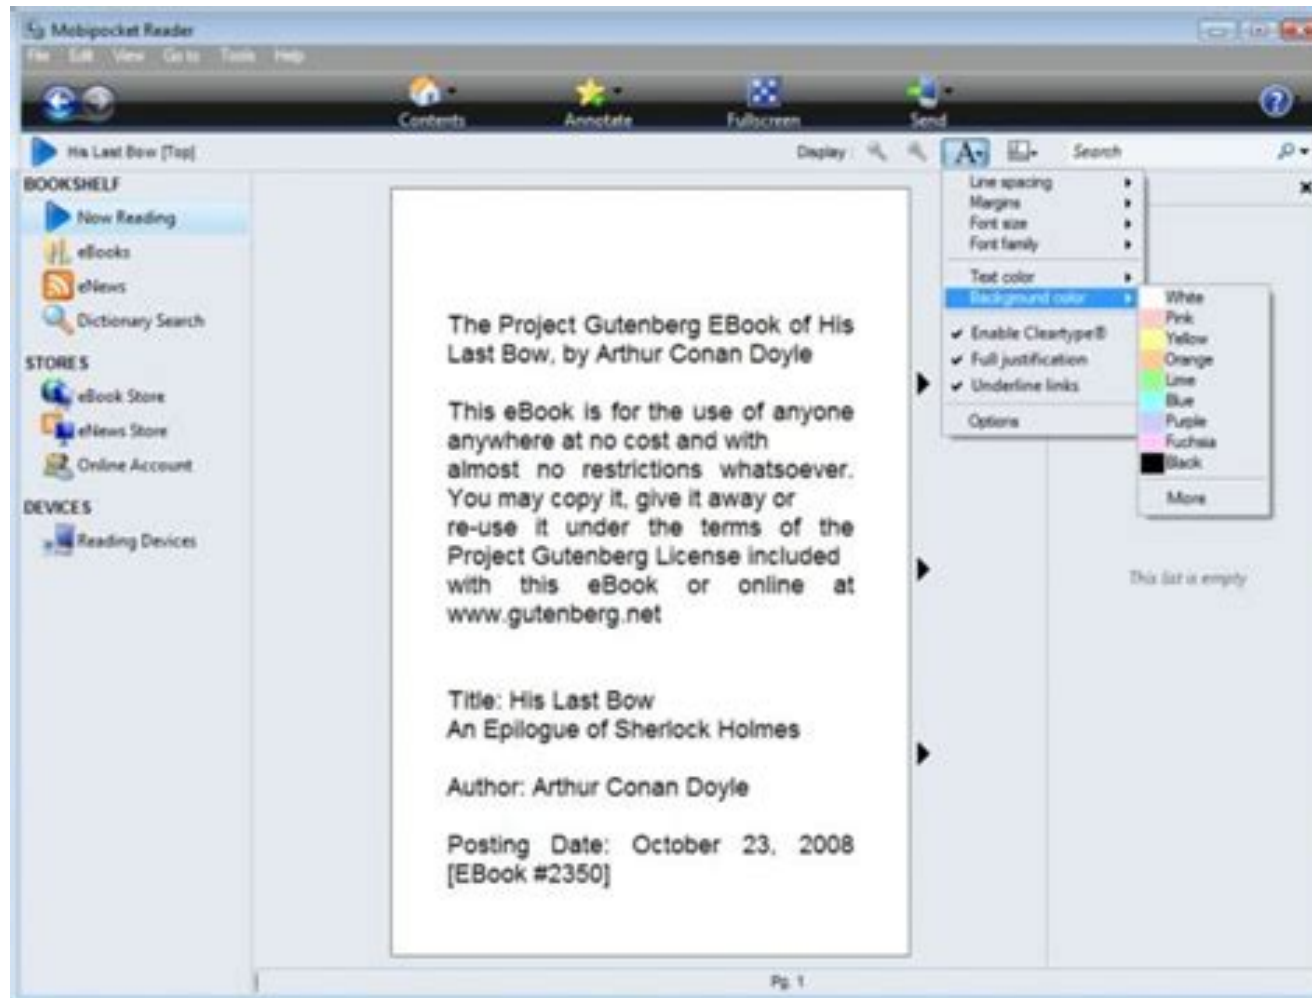 Mobipocket Reader
File Edit View Go to Tools Help
Contents Annotate Fullscreen Send
His Last Bow [Top]
Display
Search
BOOKSHELF
Now Reading
eBooks
eNews
Dictionary Search
STORES
eBook Store
eNews Store
Online Account
DEVICES
Reading Devices
The Project Gutenberg EBook of His
Last Bow, by Arthur Conan Doyle
This eBook is for the use of anyone
anywhere at no cost and with
almost no restrictions whatsoever.
You may copy it, give it away or
re-use it under the terms of the
Project Gutenberg License included
with this eBook or online at
www.gutenberg.net
Title: His Last Bow
An Epilogue of Sherlock Holmes
Author: Arthur Conan Doyle
Posting Date: October 23, 2008
[EBook #2350]
Pg. 1
Line spacing
Margins
Font size
Font family
Text color
Background color
Enable Cleartype®
Full justification
Underline links
Options
White
Pink
Yellow
Orange
Lime
Blue
Purple
Fuchsia
Black
More
This list is empty